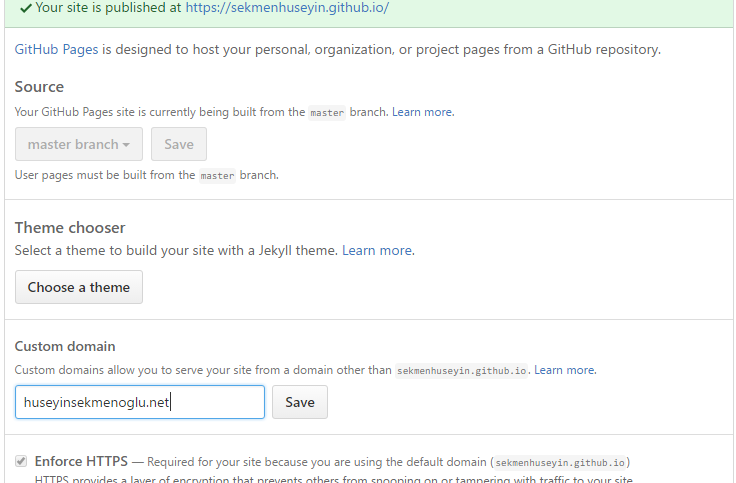 Your site is published at https://sekmenhuseyin.github.io/
GitHub Pages is designed to host your personal, organization, or project pages from a GitHub repository.
Source
Your GitHub Pages site is currently being built from the master branch. Learn more.
master branch Save
User pages must be built from the master branch.
Theme chooser
Select a theme to build your site with a Jekyll theme. Learn more.
Choose a theme
Custom domain
Custom domains allow you to serve your site from a domain other than sekmenhuseyin.github.io. Learn more.
huseyinsekmenoglu.net Save
Enforce HTTPS — Required for your site because you are using the default domain (sekmenhuseyin.github.io)
HTTPS provides a layer of encryption that prevents others from snooping on or tampering with traffic to your site.